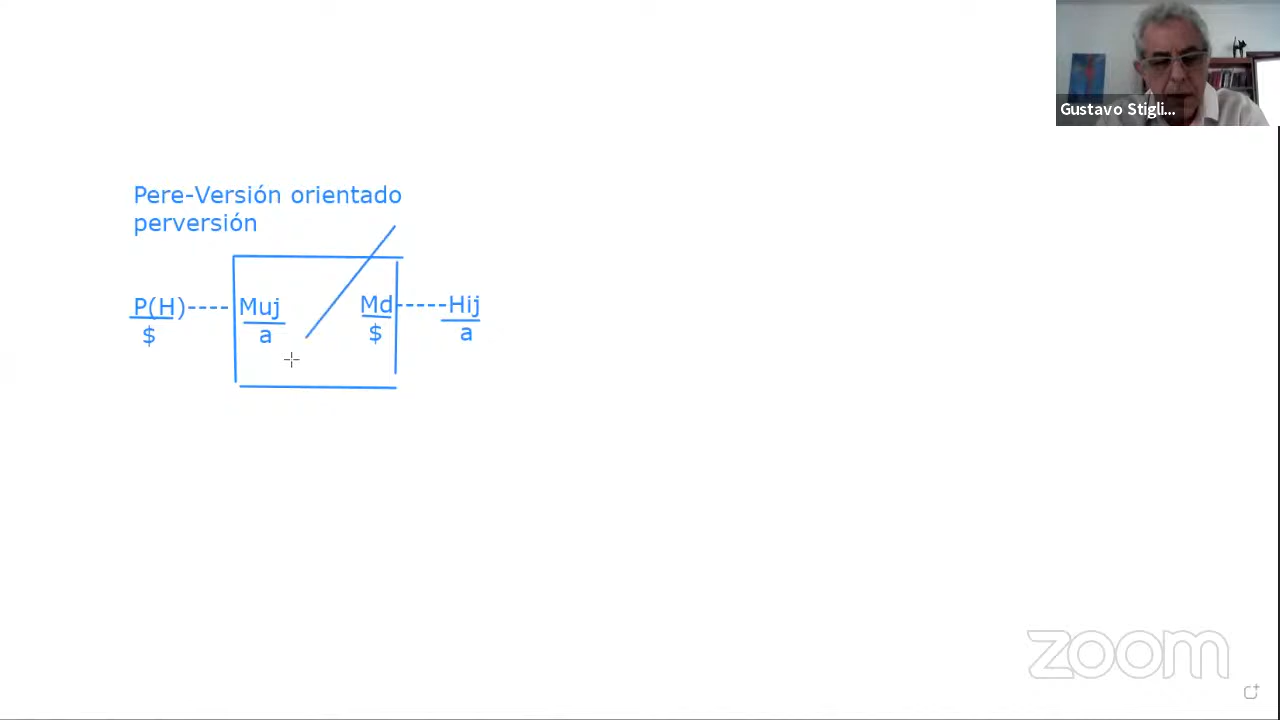 Gustavo Stigli...
Pere-Versión orientado
perversión
P(H)---- Muj Md-----Hij
$ a $ a
zoom